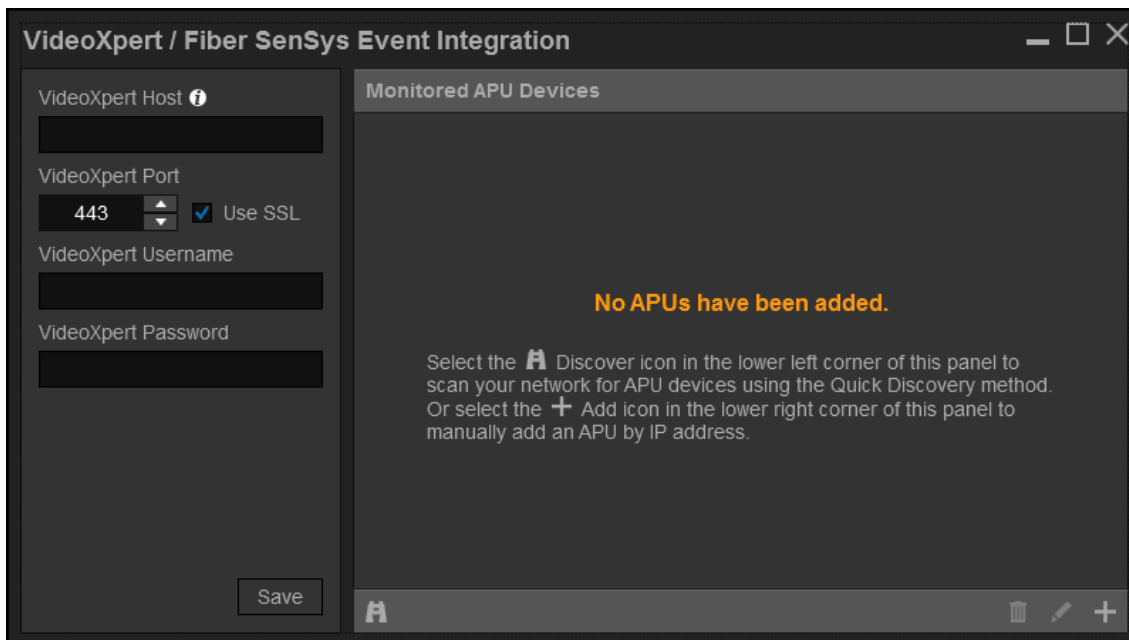 VideoXpert / Fiber SenSys Event Integration
VideoXpert Host
VideoXpert Port
443
Use SSL
VideoXpert Username
VideoXpert Password
Save
Monitored APU Devices
No APUs have been added.
Select the Discover icon in the lower left corner of this panel to
scan your network for APU devices using the Quick Discovery method.
Or select the Add icon in the lower right corner of this panel to
manually add an APU by IP address.